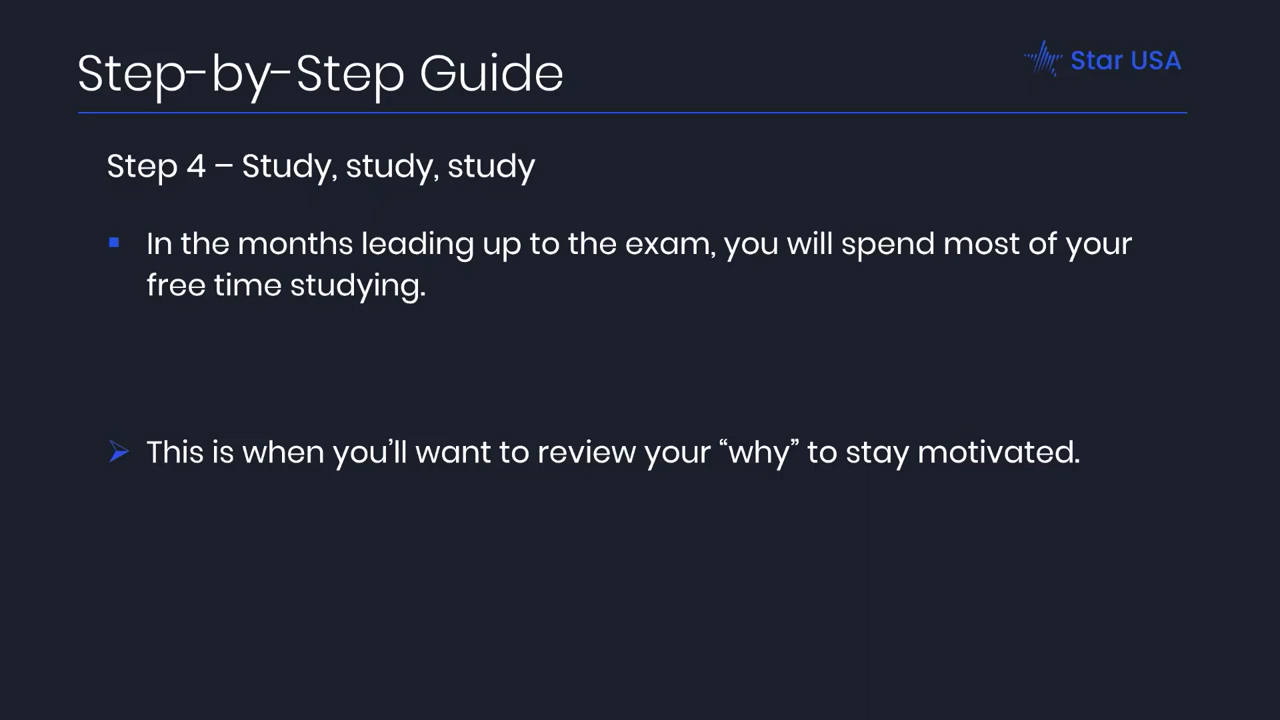 Step-by-Step Guide
Star USA
Step 4 – Study, study, study
In the months leading up to the exam, you will spend most of your
free time studying.
This is when you’ll want to review your “why” to stay motivated.